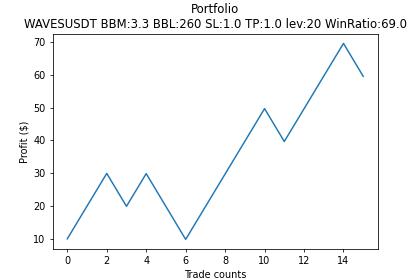 Portfolio
WAVESUSDT BBM:3.3 BBL:260 SL:1.0 TP:1.0 lev:20 WinRatio:69.0
70
60
50
40
30
20
10
Profit ($)
0 2 4 6 8 10 12 14
Trade counts